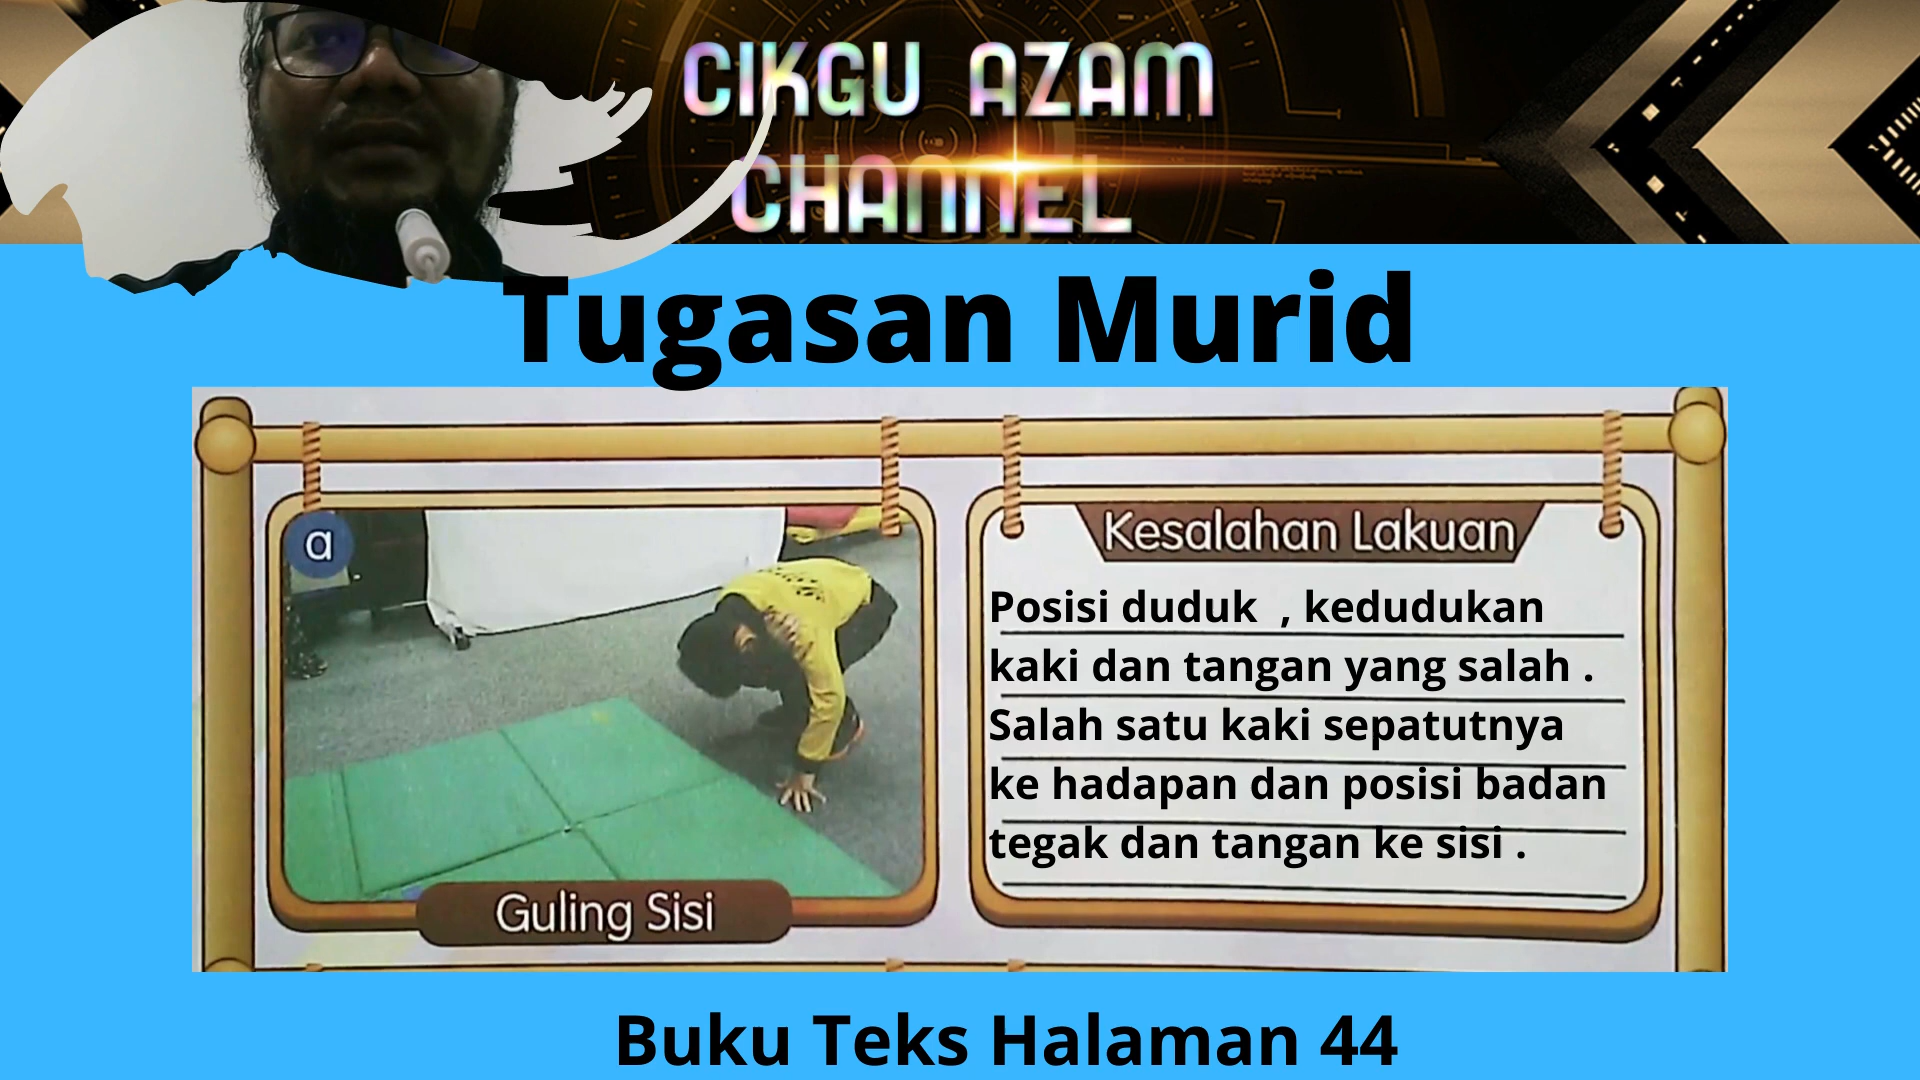 CIKGU AZAM
CHANNEL
Tugasan Murid
a
Guling Sisi
Kesalahan Lakuan
Posisi duduk , kedudukan
kaki dan tangan yang salah .
Salah satu kaki sepatutnya
ke hadapan dan posisi badan
tegak dan tangan ke sisi .
Buku Teks Halaman 44